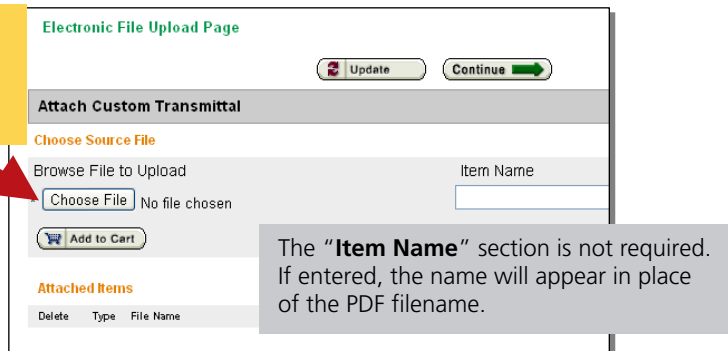 Electronic File Upload Page
Update Continue
Attach Custom Transmittal
Choose Source File
Browse File to Upload Item Name
Choose File No file chosen
Add to Cart
The “Item Name” section is not required.
If entered, the name will appear in place
of the PDF filename.
Attached Items
Delete Type File Name